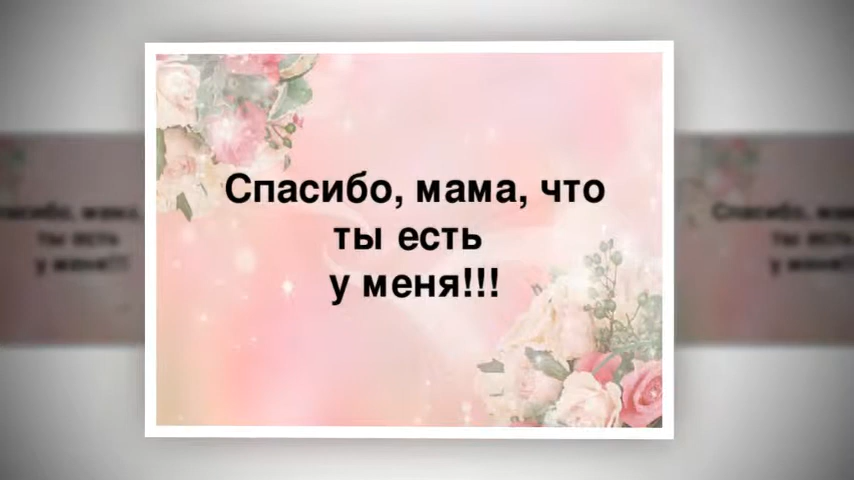 Спасибо, мама, что
ты есть
у меня!!!